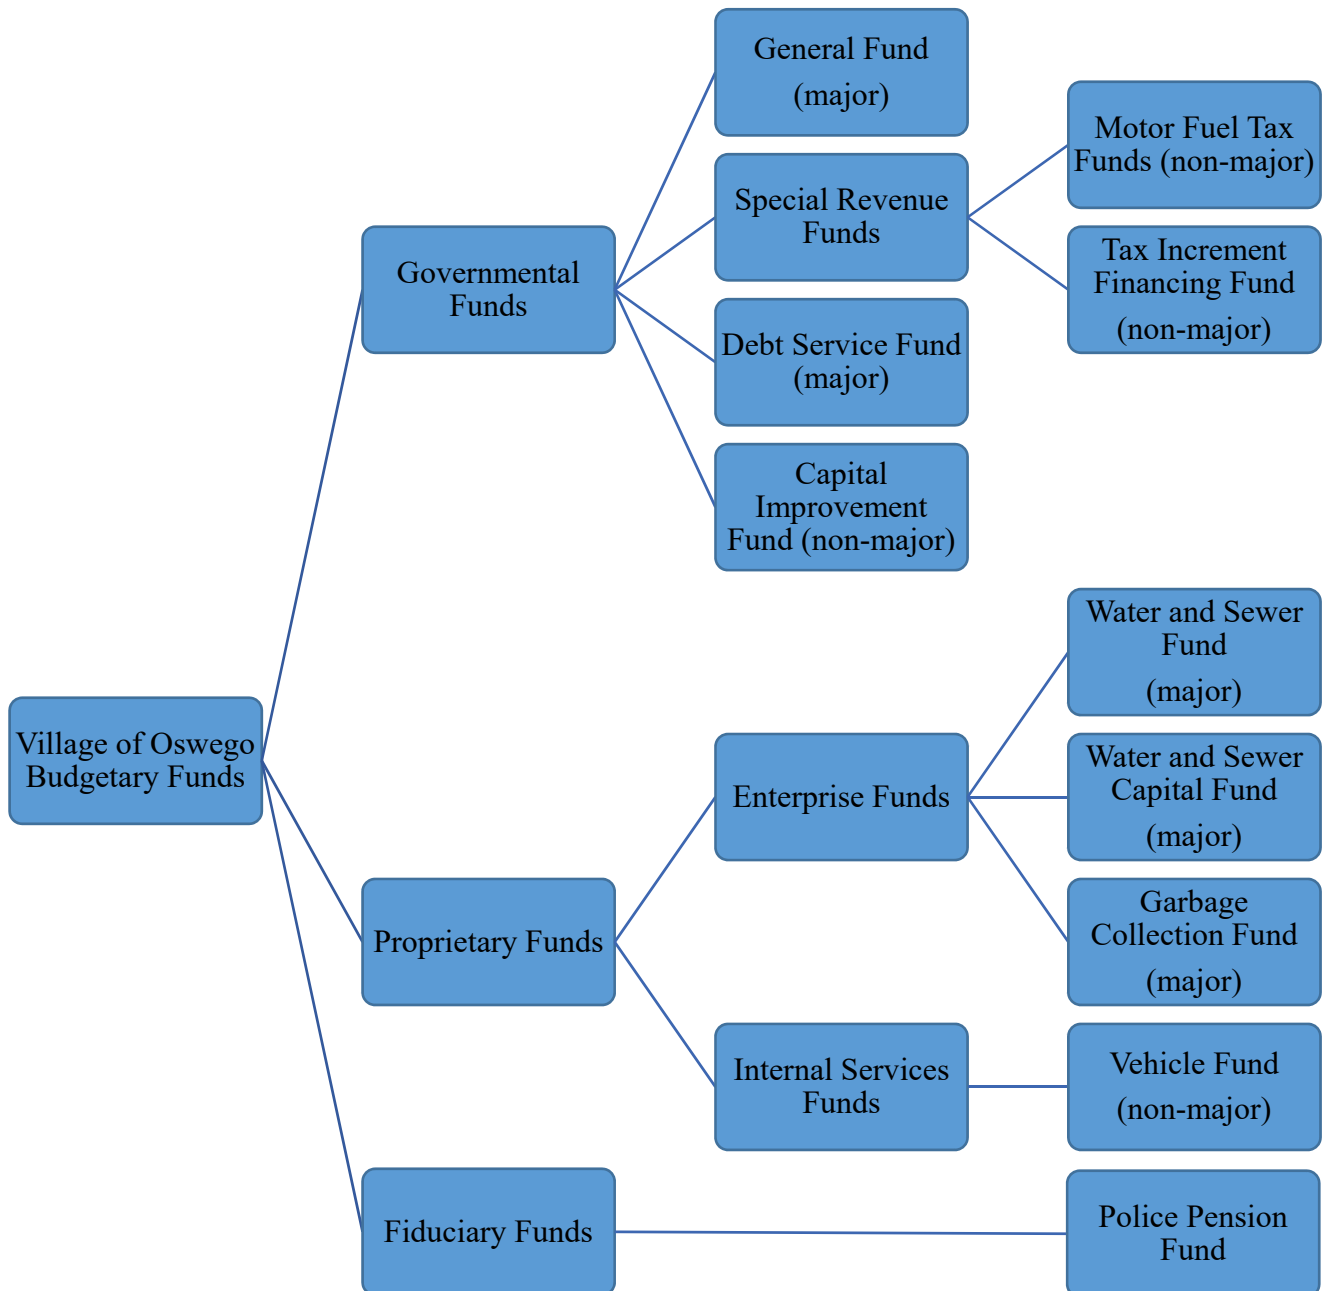 General Fund
(major)
Motor Fuel Tax
Funds (non-major)
Special Revenue
Funds
Governmental
Funds
Tax Increment
Financing Fund
(non-major)
Debt Service Fund
(major)
Capital
Improvement
Fund (non-major)
Water and Sewer
Fund
(major)
Village of Oswego
Budgetary Funds
Enterprise Funds
Water and Sewer
Capital Fund
(major)
Proprietary Funds
Garbage
Collection Fund
(major)
Internal Services
Funds
Vehicle Fund
(non-major)
Fiduciary Funds
Police Pension
Fund